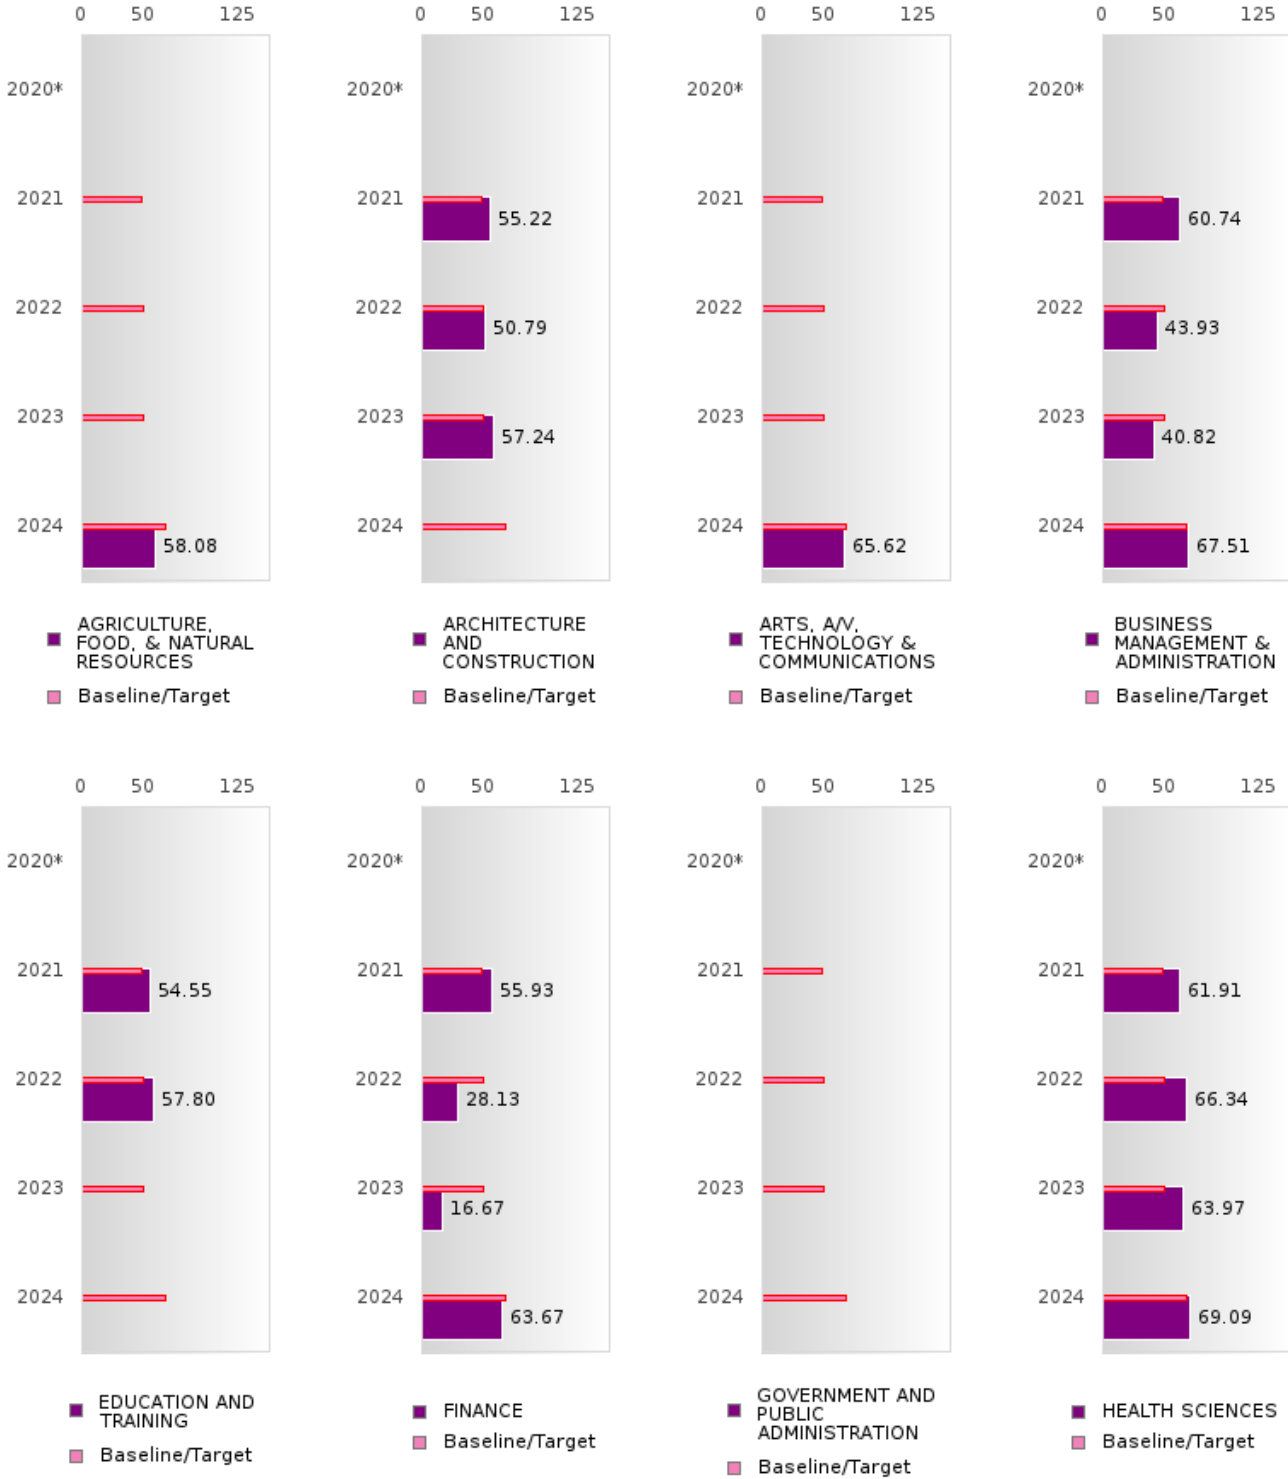 0 50 125
2020*
2021
2022
2023
2024
58.08
AGRICULTURE,
FOOD, & NATURAL
RESOURCES
Baseline/Target
0 50 125
2020*
2021
55.22
2022
50.79
2023
57.24
2024
ARCHITECTURE
AND
CONSTRUCTION
Baseline/Target
0 50 125
2020*
2021
2022
2023
2024
65.62
ARTS, A/V,
TECHNOLOGY &
COMMUNICATIONS
Baseline/Target
0 50 125
2020*
2021
60.74
2022
43.93
2023
40.82
2024
67.51
BUSINESS
MANAGEMENT &
ADMINISTRATION
Baseline/Target
0 50 125
2020*
2021
54.55
2022
57.80
2023
2024
EDUCATION AND
TRAINING
Baseline/Target
0 50 125
2020*
2021
55.93
2022
28.13
2023
16.67
2024
63.67
FINANCE
Baseline/Target
0 50 125
2020*
2021
2022
2023
2024
GOVERNMENT AND
PUBLIC
ADMINISTRATION
Baseline/Target
0 50 125
2020*
2021
61.91
2022
66.34
2023
63.97
2024
69.09
HEALTH SCIENCES
Baseline/Target